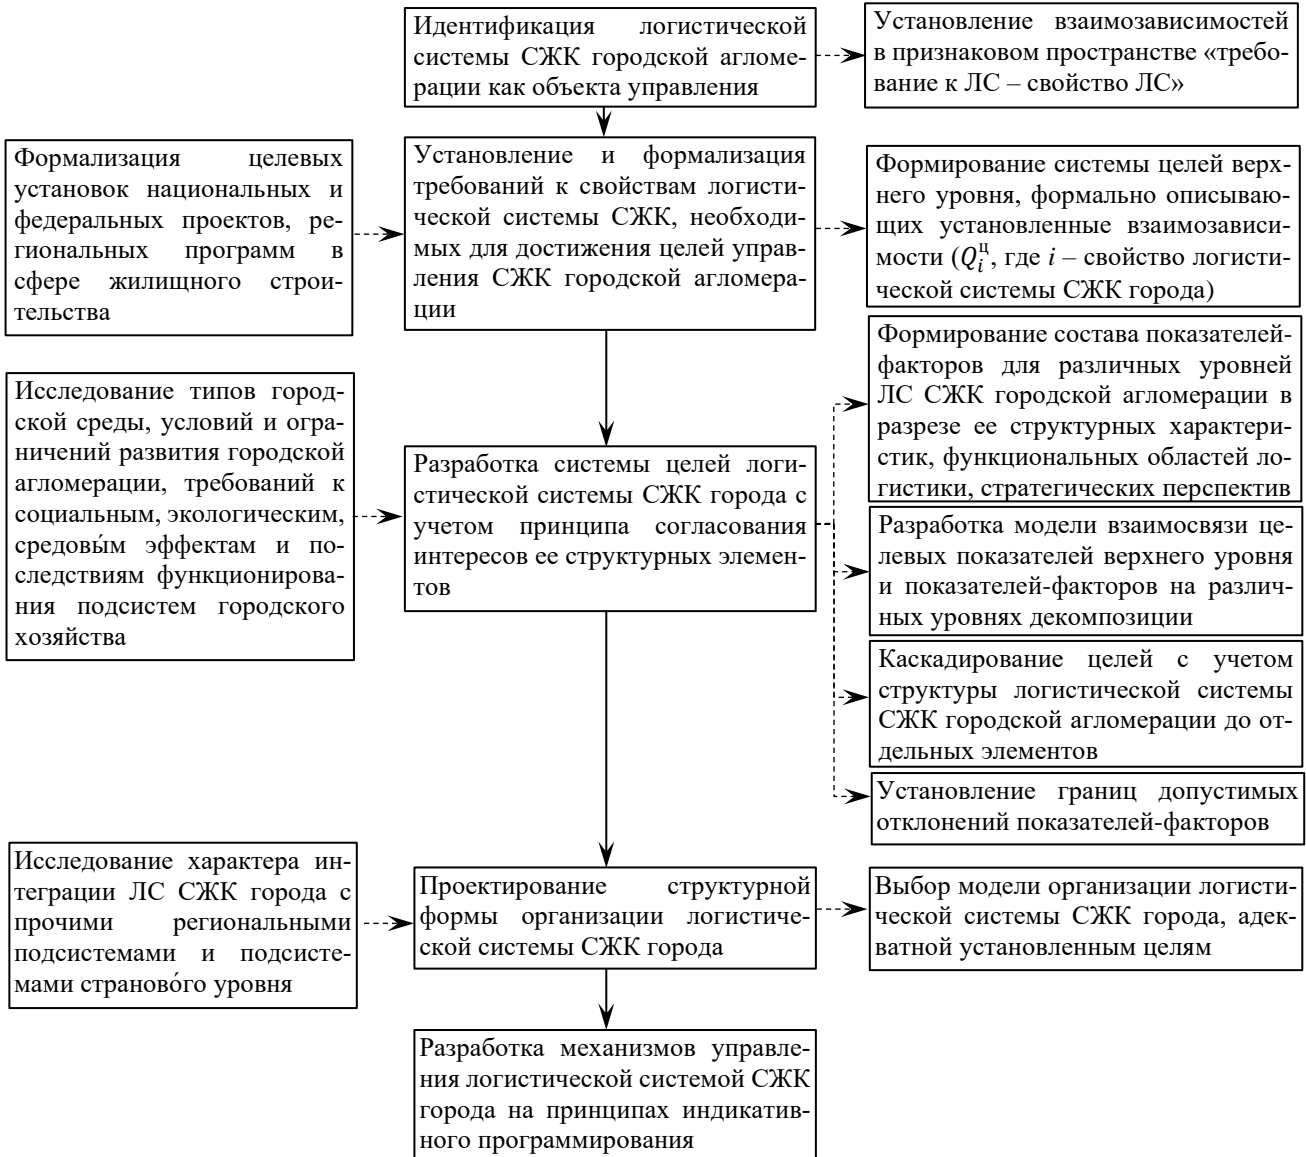 Идентификация логистической
системы СЖК городской агломе-
рации как объекта управления
Установление взаимозависимостей
в признаковом пространстве «требо-
вание к ЛС – свойство ЛС»
Формализация целевых
установок национальных и
федеральных проектов, ре-
гиональных программ в
сфере жилищного строи-
тельства
Установление и формализация
требований к свойствам логисти-
ческой системы СЖК, необходи-
мых для достижения целей управ-
ления СЖК городской агломера-
ции
Формирование системы целей верх-
него уровня, формально описываю-
щих установленные взаимозависи-
мости (𝑄ᵢᶣ, где i – свойство логисти-
ческой системы СЖК города)
Исследование типов город-
ской среды, условий и огра-
ничений развития городской
агломерации, требований к
социальным, экологическим,
средовы́м эффектам и по-
следствиям функционирова-
ния подсистем городского
хозяйства
Разработка системы целей логи-
стической системы СЖК города с
учетом принципа согласования
интересов ее структурных элемен-
тов
Формирование состава показателей-
факторов для различных уровней
ЛС СЖК городской агломерации в
разрезе ее структурных характери-
стик, функциональных областей ло-
гистики, стратегических перспектив
Разработка модели взаимосвязи це-
левых показателей верхнего уровня
и показателей-факторов на различ-
ных уровнях декомпозиции
Каскадирование целей с учетом
структуры логистической системы
СЖК городской агломерации до от-
дельных элементов
Установление границ допустимых
отклонений показателей-факторов
Исследование характера ин-
теграции ЛС СЖК города с
прочими региональными
подсистемами и подсисте-
мами странóвого уровня
Проектирование структурной
формы организации логистиче-
ской системы СЖК города
Выбор модели организации логисти-
ческой системы СЖК города, адек-
ватной установленным целям
Разработка механизмов управле-
ния логистической системой СЖК
города на принципах индикатив-
ного программирования